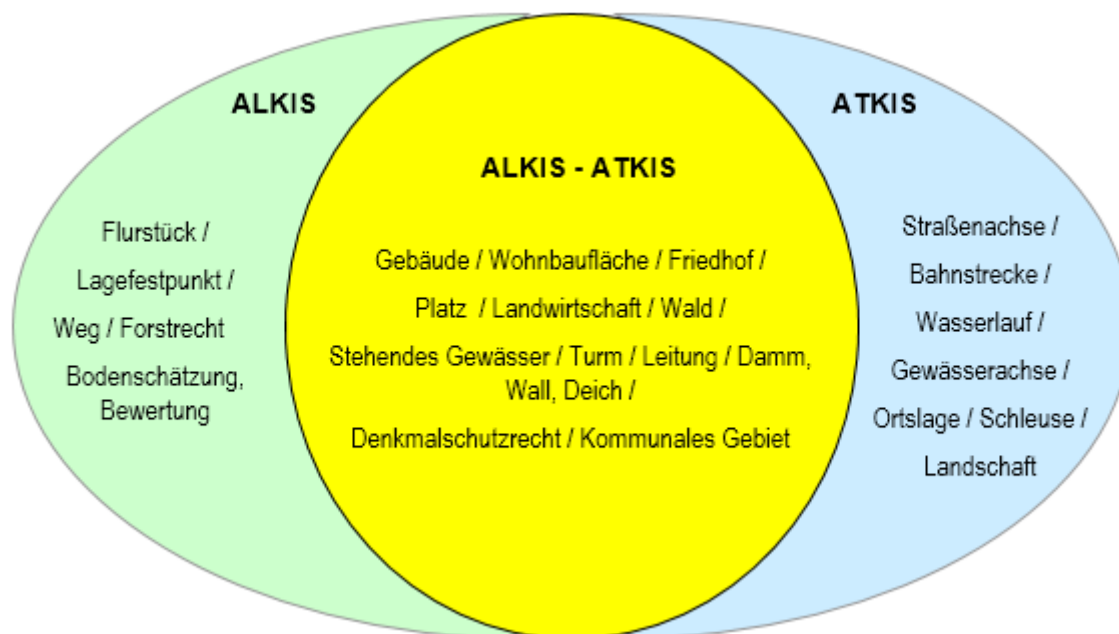 ALKIS
Flurstück /
Lagefestpunkt /
Weg / Forstrecht
Bodenschätzung,
Bewertung
ALKIS - ATKIS
Gebäude / Wohnbaufläche / Friedhof /
Platz / Landwirtschaft / Wald /
Stehendes Gewässer / Turm / Leitung / Damm,
Wall, Deich /
Denkmalschutzrecht / Kommunales Gebiet
ATKIS
Straßenachse /
Bahnstrecke /
Wasserlauf /
Gewässerachse /
Ortslage / Schleuse /
Landschaft